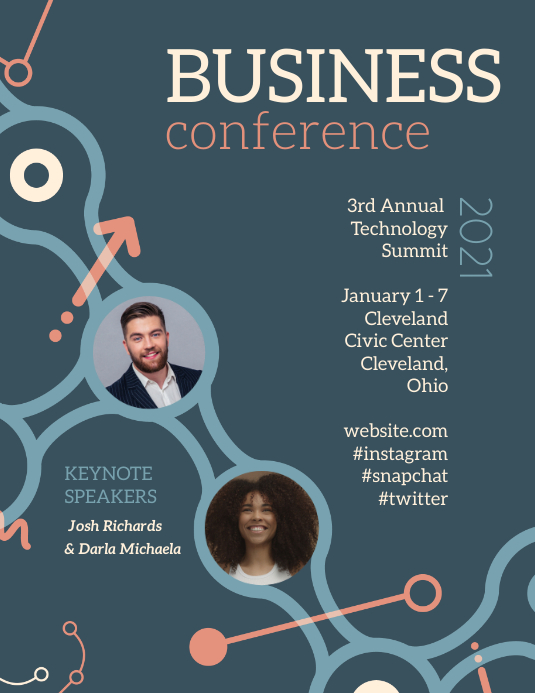 BUSINESS
conference
3rd Annual
Technology
Summit
2021
January 1 - 7
Cleveland
Civic Center
Cleveland,
Ohio
website.com
#instagram
#snapchat
#twitter
KEYNOTE
SPEAKERS
Josh Richards
& Darla Michaela